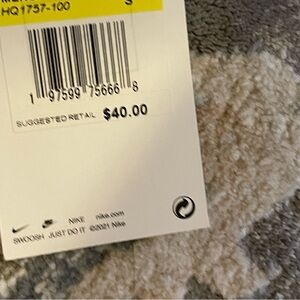 HQ1757-100
S
1 97599 75666 8
SUGGESTED RETAIL $40.00
NIKE nike.com
SWOOSH JUST DO IT ©2021 Nike